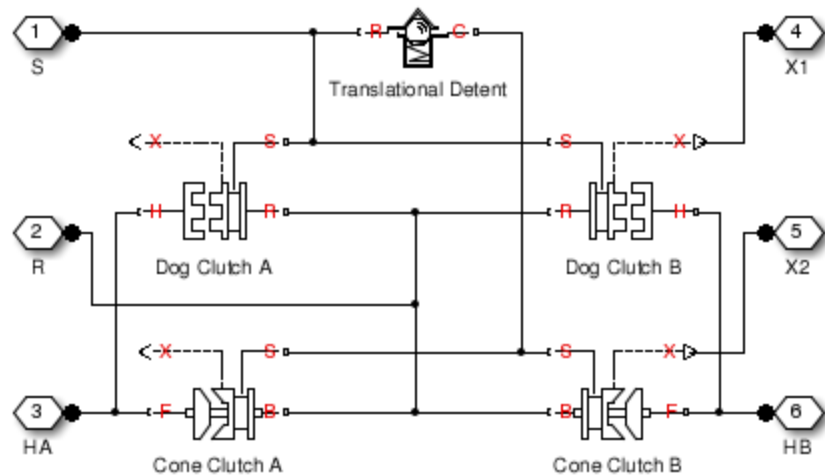 1
S
R
C
Translational Detent
4
X1
X
S
S
X
H
R
R
H
Dog Clutch A
Dog Clutch B
2
R
5
X2
X
S
S
X
3
HA
F
B
B
F
6
HB
Cone Clutch A
Cone Clutch B